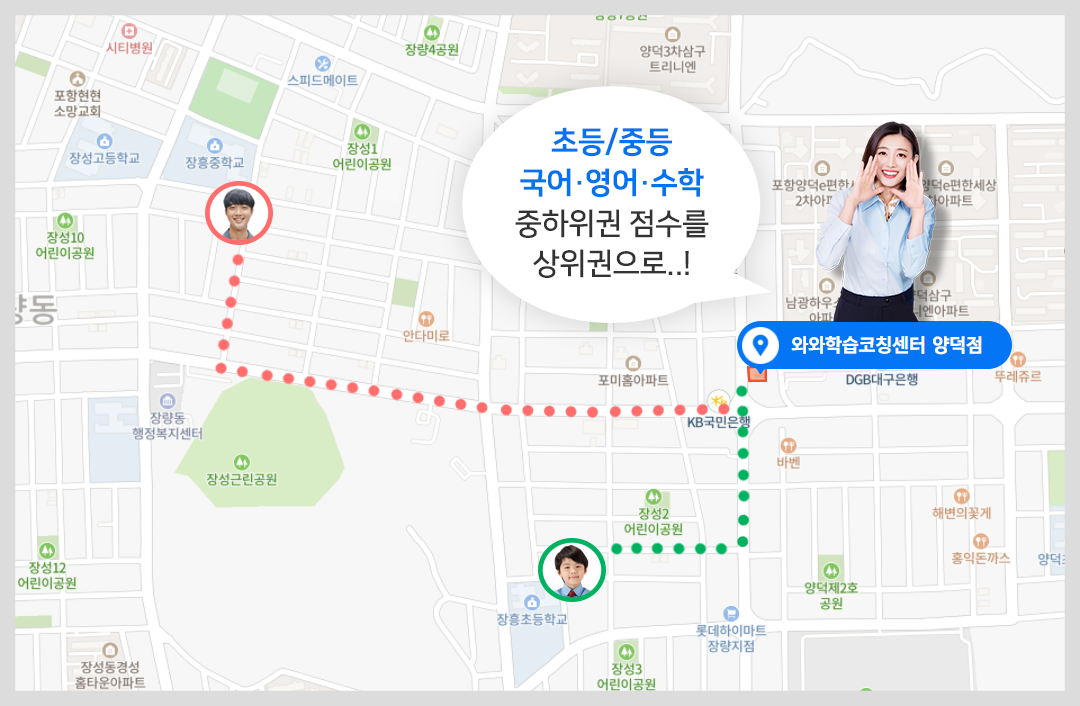 시티병원
장량4공원
양덕3차삼구
트리니엔
스피드메이트
포항현현
소망교회
장성고등학교
장흥중학교
장성1
어린이공원
초등/중등
국어·영어·수학
중하위권 점수를
상위권으로..!
포항양덕e편한
2차아파
양덕e편한세상
아파트
장성10
어린이공원
량동
안다미로
남광하우스
아파
덕삼구
니엔아파트
와와학습코칭센터 양덕점
포미홈아파트
DGB대구은행
뚜레쥬르
KB국민은행
장량동
행정복지센터
바벤
장성근린공원
장성2
어린이공원
해변의꽃게
홍익돈까스
장성12
어린이공원
양덕제2호
공원
장흥초등학교
롯데하이마트
장량지점
장성동경성
홈타운아파트
장성3
어린이공원